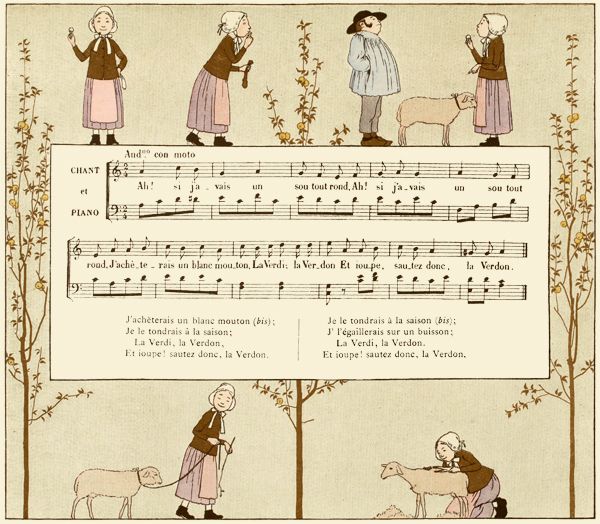 And.no con moto
CHANT
et
PIANO
Ah! si j'a_vais un sou tout rond, Ah! si j'a_vais un sou tout
rond, J'achè_te_rais un blanc mou_ton, La Verdi, la Ver_don Et ioupe, sau_tez donc, la Verdon.
J'achèterais un blanc mouton (bis);
Je le tondrais à la saison;
La Verdi, la Verdon,
Et ioupe! sautez donc, la Verdon.
Je le tondrais à la saison (bis);
J' l'égaillerais sur un buisson;
La Verdi, la Verdon.
Et ioupe! sautez donc, la Verdon.